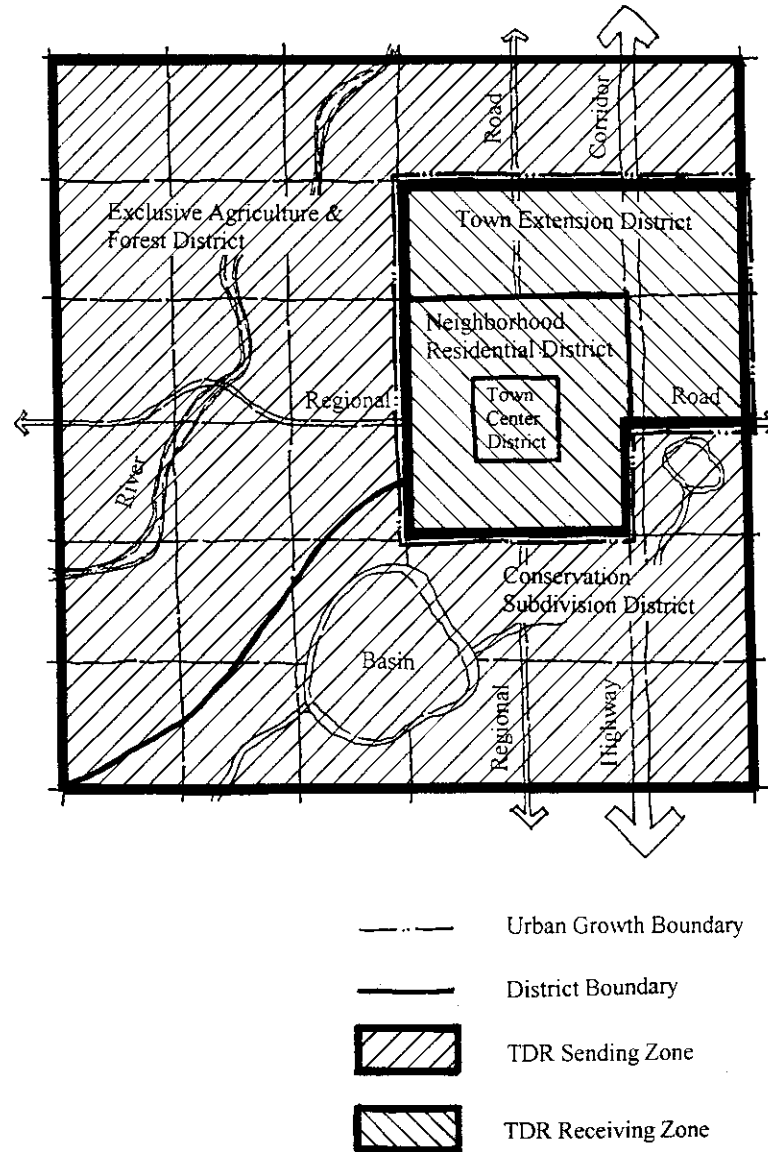 Road
Corridor
Exclusive Agriculture &
Forest District
Town Extension District
Neighborhood
Residential District
Regional
Road
Town
Center
District
River
Conservation
Subdivision District
Basin
Regional
Highway
Urban Growth Boundary
District Boundary
TDR Sending Zone
TDR Receiving Zone